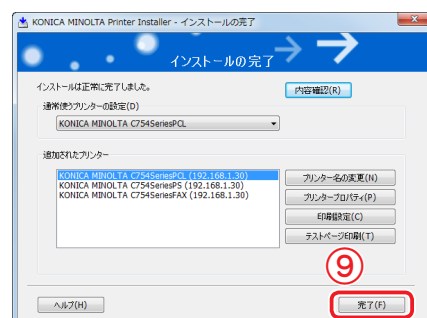 KONICA MINOLTA Printer Installer - インストールの完了
インストールの完了
インストールは正常に完了しました。
内容確認(R)
通常使うプリンターの設定(D)
KONICA MINOLTA C754SeriesPCL
追加されたプリンター
KONICA MINOLTA C754SeriesPCL (192.168.1.30)
KONICA MINOLTA C754SeriesPS (192.168.1.30)
KONICA MINOLTA C754SeriesFAX (192.168.1.30)
プリンター名の変更(N)
プリンタープロパティ(P)
印刷設定(C)
テストページ印刷(T)
⑨
ヘルプ(H)
完了(F)